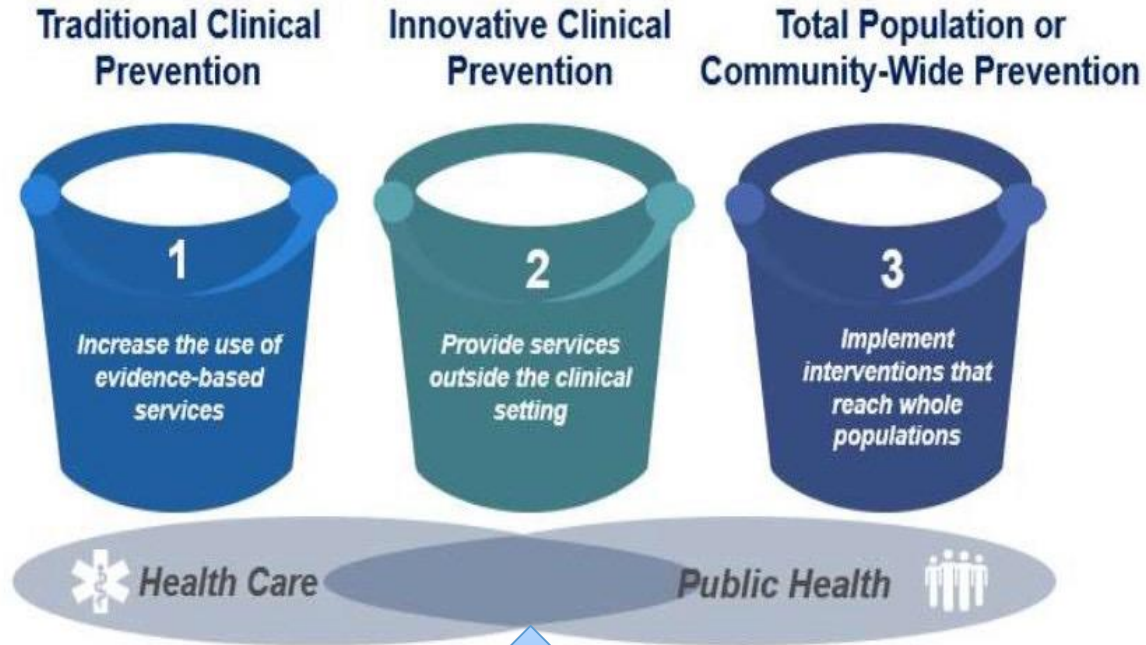 Traditional Clinical
Prevention
Innovative Clinical
Prevention
Total Population or
Community-Wide Prevention
1
Increase the use of
evidence-based
services
2
Provide services
outside the clinical
setting
3
Implement
interventions that
reach whole
populations
Health Care
Public Health